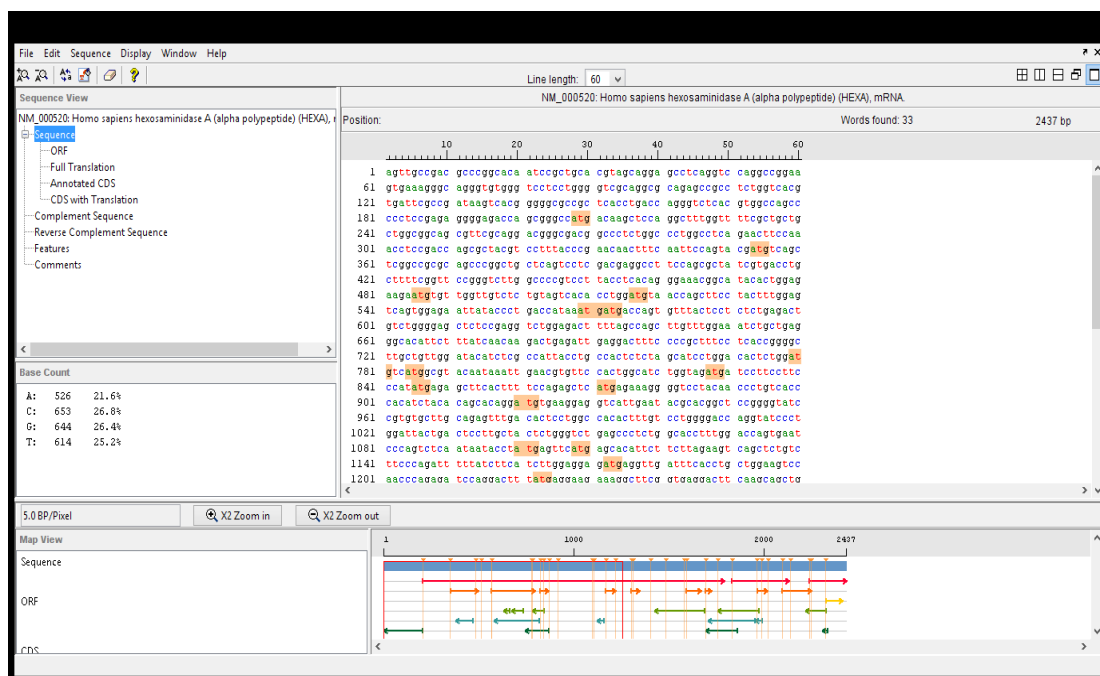 File Edit Sequence Display Window Help
Line length: 60
Sequence View
NM_000520: Homo sapiens hexosaminidase A (alpha polypeptide) (HEXA), mRNA.
NM_000520: Homo sapiens hexosaminidase A (alpha polypeptide) (HEXA), r
Position:
Words found: 33
2437 bp
Sequence
ORF
Full Translation
Annotated CDS
CDS with Translation
Complement Sequence
Reverse Complement Sequence
Features
Comments
10 20 30 40 50 60
1 agttgccgac gcccggcaca atccgctgca cgtagcagga gcctcaggtc caggccggaa
61 gtgaaagggc agggtgtggg tcctcctggg gtcgcaggcg cagagccgcc tctggtcacg
121 tgattcgccg ataagtcacg ggggcgccgc tcacctgacc agggtctcac gtggccagcc
181 ccctccgaga ggggagacca gcgggccatg acaagctcca ggctttggtt ttcgctgctg
241 ctggcggcag cgttcgcagg acgggcgacg gccctctggc cctggcctca gaacttccaa
301 acctccgacc agcgctacgt cctttacccg aacaactttc aattccagta cgatgtcagc
361 tcggccgcgc agcccggctg ctcagtcctc gacgaggcct tccagcgcta tcgtgacctg
421 cttttcggtt ccgggtcttg gccccgtcct tacctcacag ggaaacggca tacactggag
481 aagaatgtgt tggttgtctc tgtagtcaca cctggatgta accagcttcc tactttggag
541 tcagtggaga attataccct gaccataaat gatgaccagt gtttactcct ctctgagact
601 gtctggggag ctctccgagg tctggagact tttagccagc ttgtttggaa atctgctgag
661 ggcacattct ttatcaacaa gactgagatt gaggactttc cccgctttcc tcaccggggc
721 ttgctgttgg atacatctcg ccattacctg ccactctcta gcatcctgga cactctggat
781 gtcatggcgt acaataaatt gaacgtgttc cactggcatc tggtagatga tccttccttc
841 ccatatgaga gcttcacttt tccagagctc atgagaaagg ggtcctacaa ccctgtcacc
901 cacatctaca cagcacagga tgtgaaggag gtcattgaat acgcacggct ccggggtatc
961 cgtgtgcttg cagagtttga cactcctggc cacactttgt cctggggacc aggtatccct
1021 ggattactga ctccttgcta ctctgggtct gagccctctg gcacctttgg accagtgaat
1081 cccagtctca ataataccta tgagttcatg agcacattct tcttagaagt cagctctgtc
1141 ttcccagatt tttatcttca tcttggagga gatgaggttg atttcacctg ctggaagtcc
1201 aacccagaga tccaggactt tatgaggaag aaaggcttcg gtgaggactt caagcagctg
Base Count
A: 526 21.6%
C: 653 26.8%
G: 644 26.4%
T: 614 25.2%
5.0 BP/Pixel
X2 Zoom in
X2 Zoom out
Map View
1 1000 2000 2437
Sequence
ORF
CDS